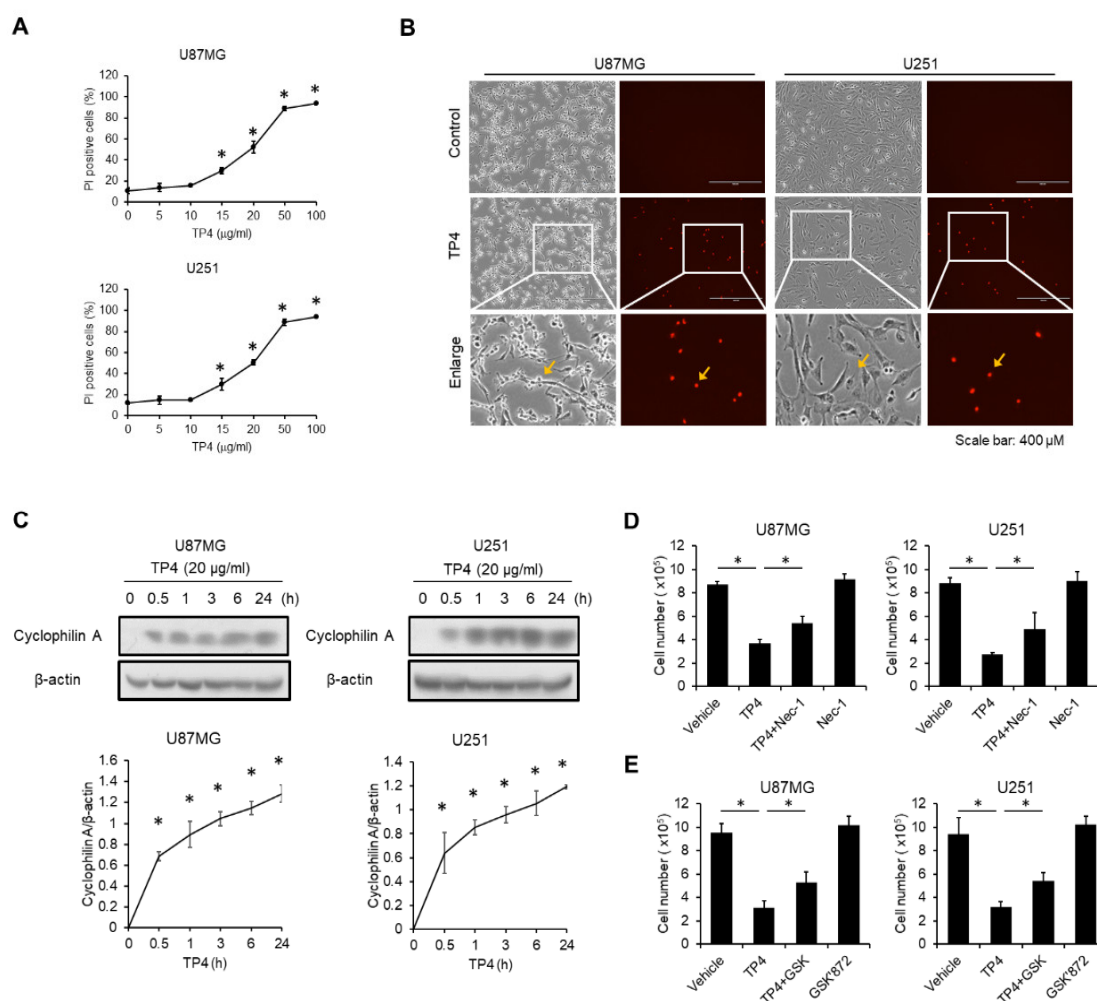 A
U87MG
PI positive cells (%)
120
100
80
60
40
20
0
* * * *
0 5 10 15 20 50 100
TP4 (μg/ml)
U251
PI positive cells (%)
120
100
80
60
40
20
0
* * * *
0 5 10 15 20 50 100
TP4 (μg/ml)
B
U87MG U251
Control
TP4
Enlarge
Scale bar: 400 μM
C
U87MG
TP4 (20 μg/ml)
0 0.5 1 3 6 24 (h)
Cyclophilin A
β-actin
U251
TP4 (20 μg/ml)
0 0.5 1 3 6 24 (h)
Cyclophilin A
β-actin
U87MG
Cyclophilin A/β-actin
1.6
1.4
1.2
1
0.8
0.6
0.4
0.2
0
* * * * *
0 0.5 1 3 6 24
TP4 (h)
U251
Cyclophilin A/β-actin
1.4
1.2
1
0.8
0.6
0.4
0.2
0
* * * * *
0 0.5 1 3 6 24
TP4 (h)
D
U87MG
Cell number ( x10⁵)
12
10
8
6
4
2
0
* *
Vehicle TP4 TP4+Nec-1 Nec-1
U251
Cell number ( x10⁵)
12
10
8
6
4
2
0
* *
Vehicle TP4 TP4+Nec-1 Nec-1
E
U87MG
Cell number ( x10⁵)
12
10
8
6
4
2
0
* *
Vehicle TP4 TP4+GSK GSK'872
U251
Cell number ( x10⁵)
12
10
8
6
4
2
0
* *
Vehicle TP4 TP4+GSK GSK'872